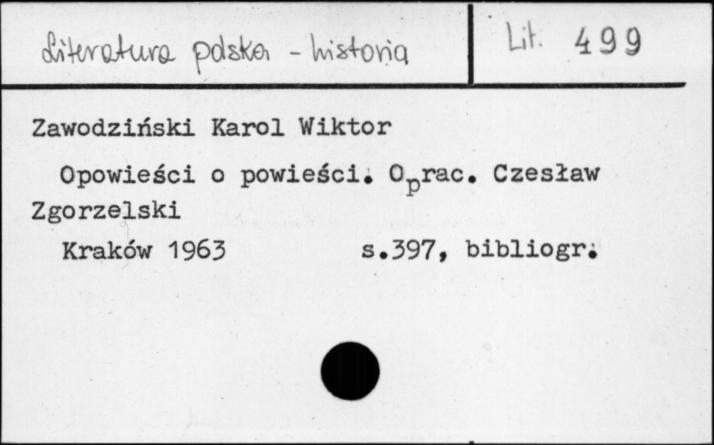 Literatura polska - historia
Lit. 499
Zawodziński Karol Wiktor
Opowieści o powieści. Oprac. Czesław
Zgorzelski
Kraków 1963 s.397, bibliogr.